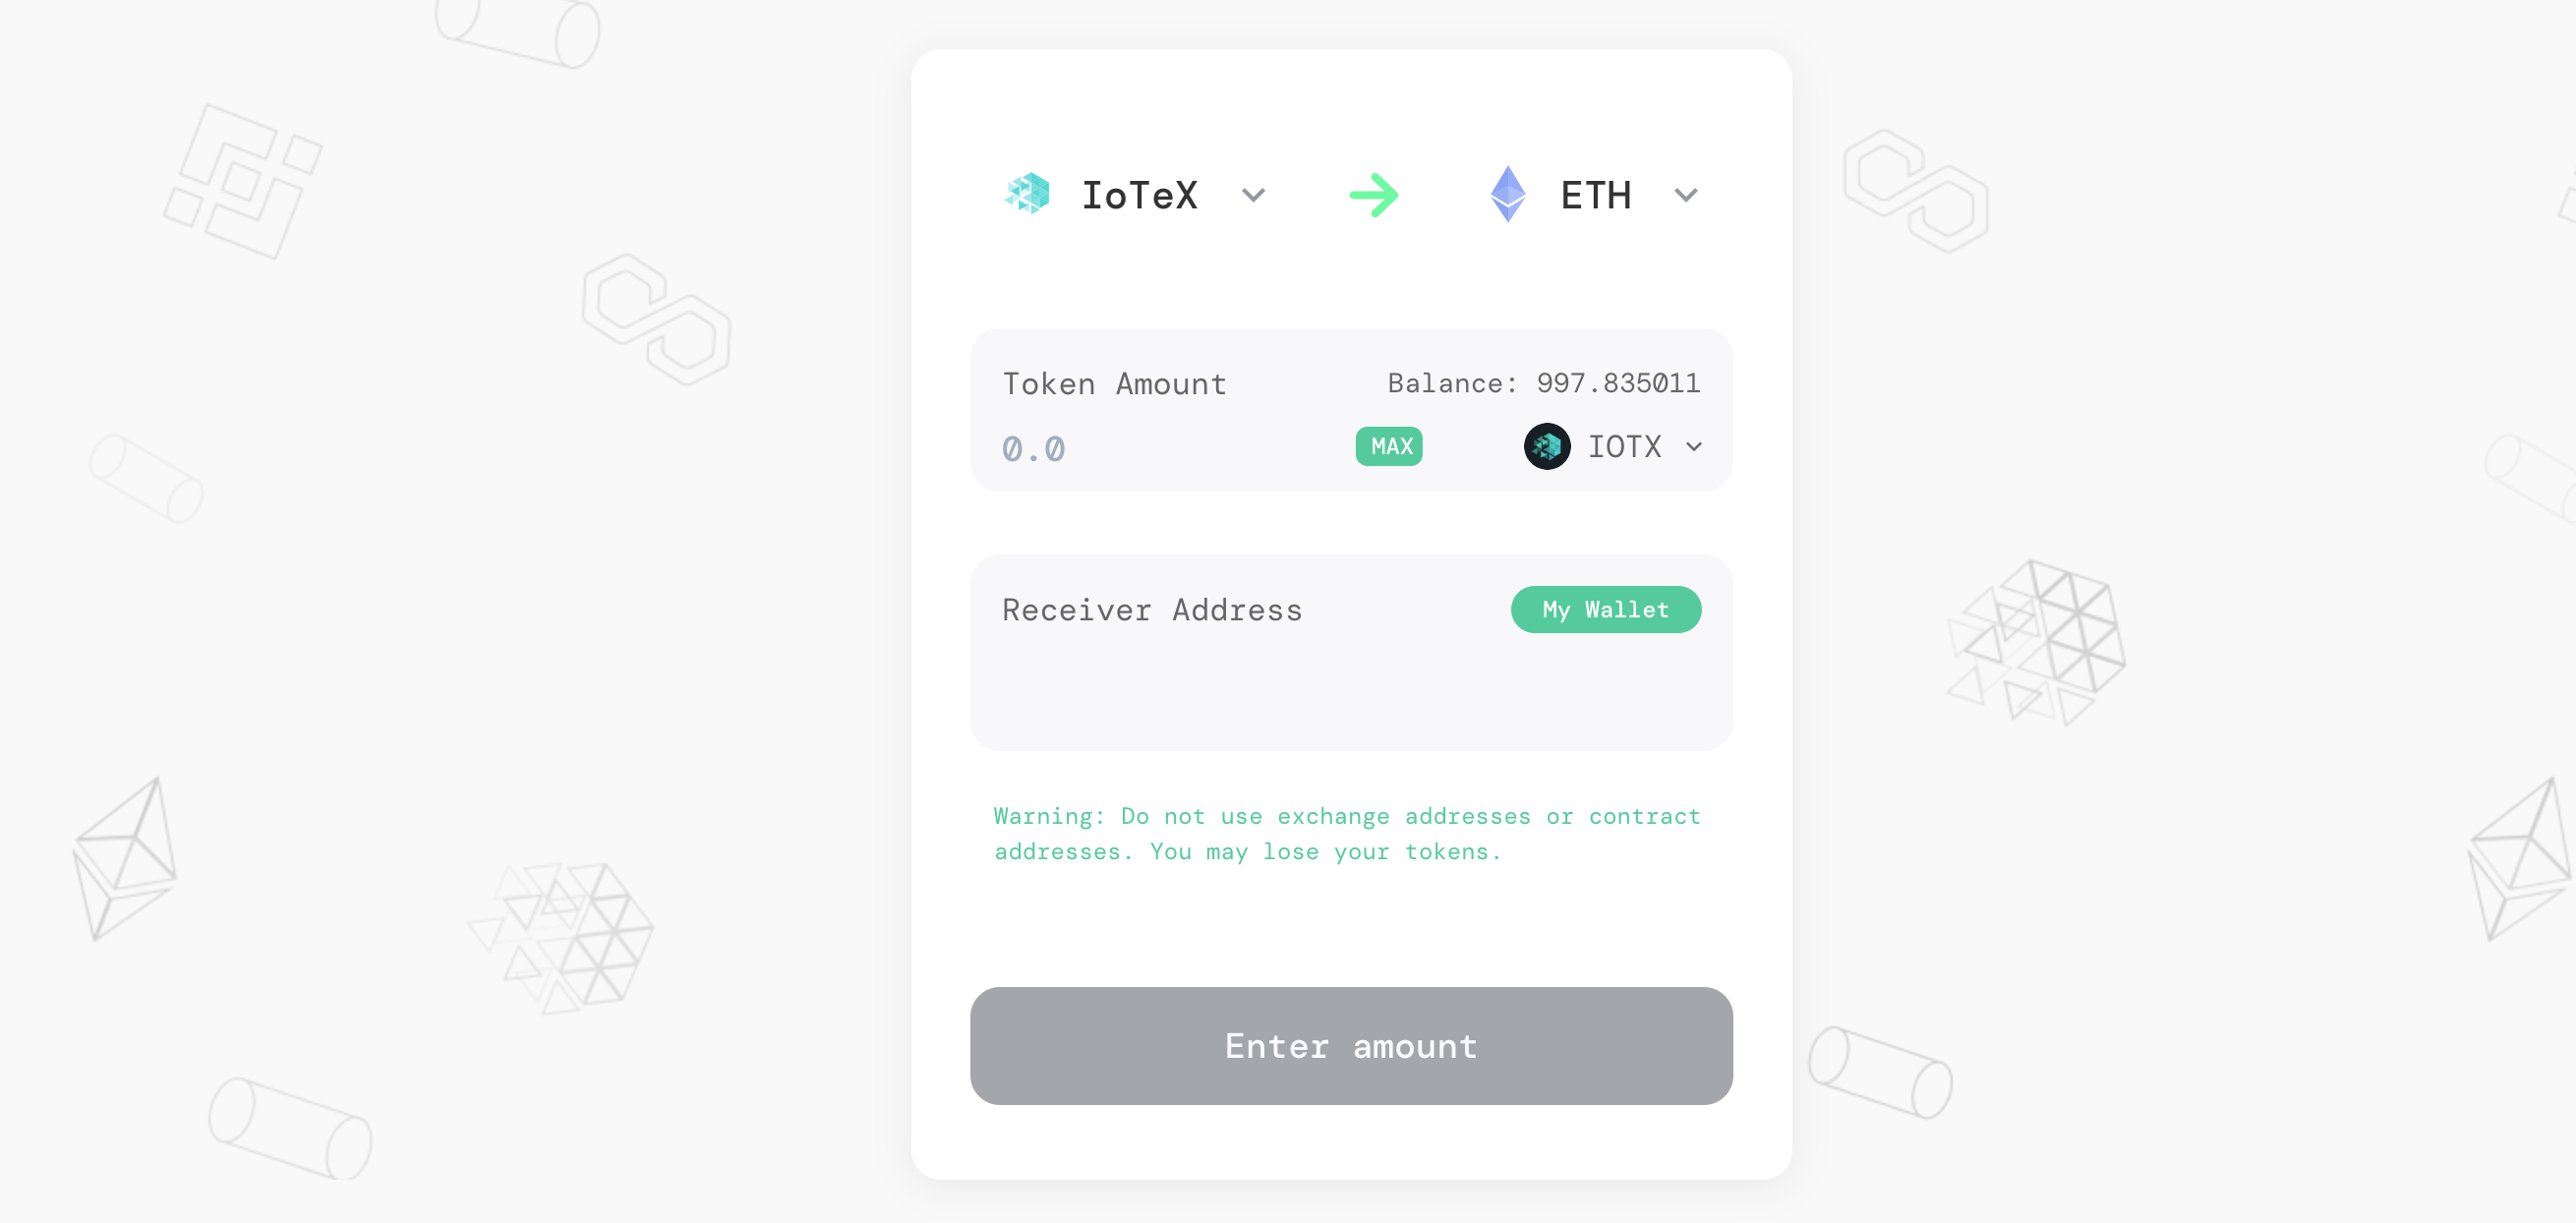 IoTeX
ETH
Token Amount
Balance: 997.835011
0.0
MAX
IOTX
Receiver Address
My Wallet
Warning: Do not use exchange addresses or contract
addresses. You may lose your tokens.
Enter amount